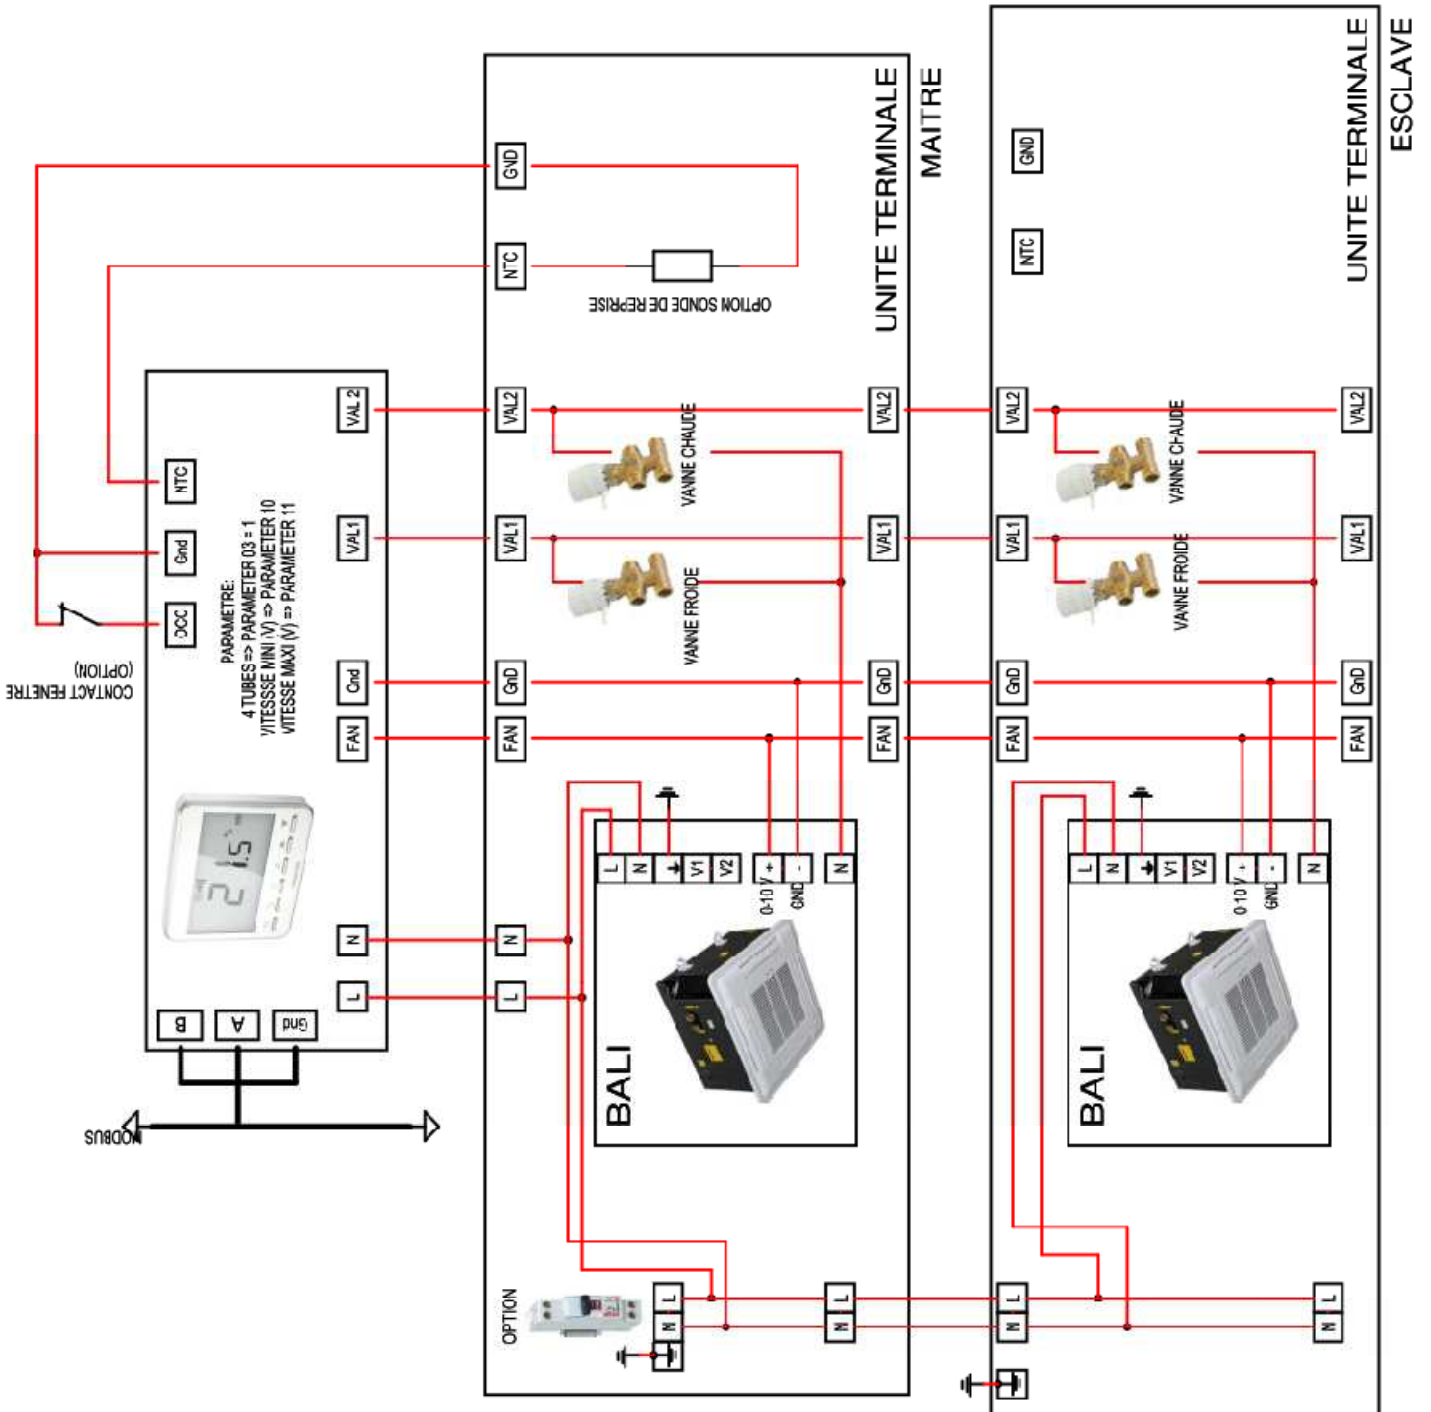 UNITE TERMINALE
MAITRE
UNITE TERMINALE
ESCLAVE
GND
NTC
OPTION SONDE DE REPRISE
GND
NTC
VAL 2
VAL2
VAL2
VAL2
VAL2
VANNE CHAUDE
VANNE CHAUDE
NTC
Gnd
VAL1
VAL1
VAL1
VAL1
VAL1
VANNE FROIDE
VANNE FROIDE
CONTACT FENETRE
(OPTION)
PARAMETRE:
4 TUBES => PARAMETER 03 = 1
VITESSSE MINI (V) => PARAMETER 10
VITESSE MAXI (V) => PARAMETER 11
Gnd
GnD
GnD
GnD
GnD
FAN
FAN
FAN
FAN
FAN
21.5
L
N
V1
V2
0-10 V +
GND -
N
L
N
V1
V2
0-10 V +
GND -
N
N
N
L
L
B
A
Gnd
MODBUS
BALI
BALI
OPTION
L
N
L
N
L
N
L
N